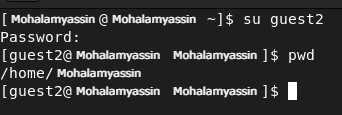 [Mohalamyassin@Mohalamyassin ~]$ su guest2
Password:
[guest2@Mohalamyassin Mohalamyassin]$ pwd
/home/Mohalamyassin
[guest2@Mohalamyassin Mohalamyassin]$